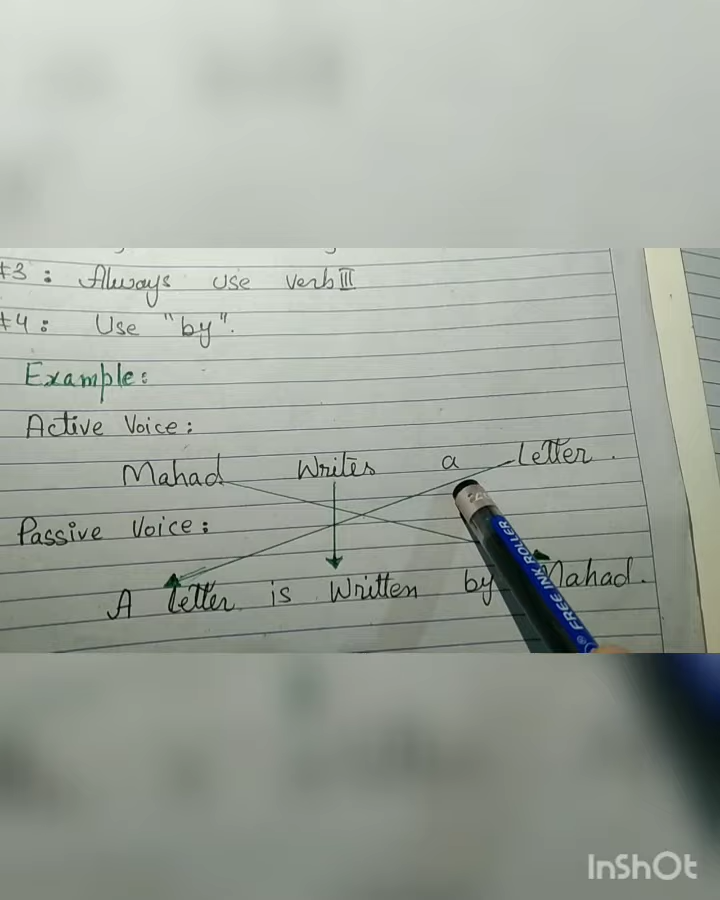 #3 : Always use verb III
#4 : Use "by".
Example :
Active Voice :
Mahad Writes a letter .
Passive Voice :
A letter is Written by Mahad .
FREE INK ROLLER
InShOt